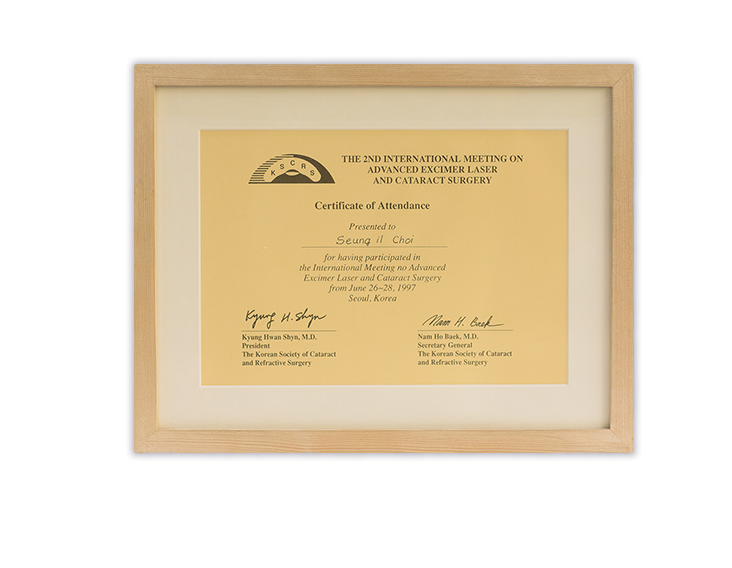 KSCRS
THE 2ND INTERNATIONAL MEETING ON
ADVANCED EXCIMER LASER
AND CATARACT SURGERY
Certificate of Attendance
Presented to
Seung il Choi
for having participated in
the International Meeting no Advanced
Excimer Laser and Cataract Surgery
from June 26~28, 1997
Seoul, Korea
Kyung H. Shyn
Kyung Hwan Shyn, M.D.
President
The Korean Society of Cataract
and Refractive Surgery
Nam H. Baek
Nam Ho Baek, M.D.
Secretary General
The Korean Society of Cataract
and Refractive Surgery